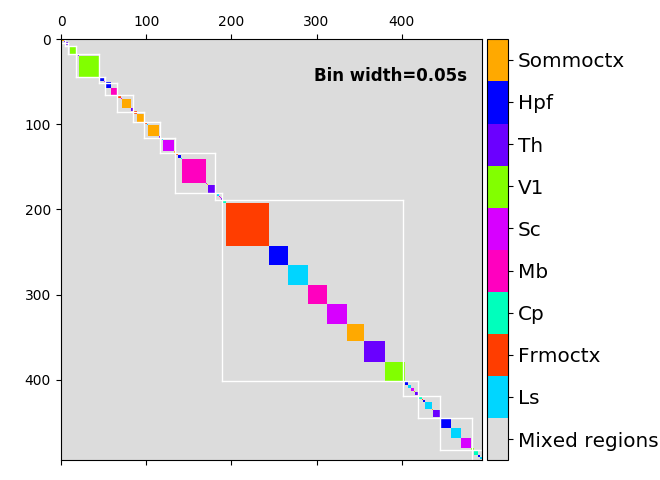 0 100 200 300 400
0
100
200
300
400
Bin width=0.05s
Sommoctx
Hpf
Th
V1
Sc
Mb
Cp
Frmoctx
Ls
Mixed regions